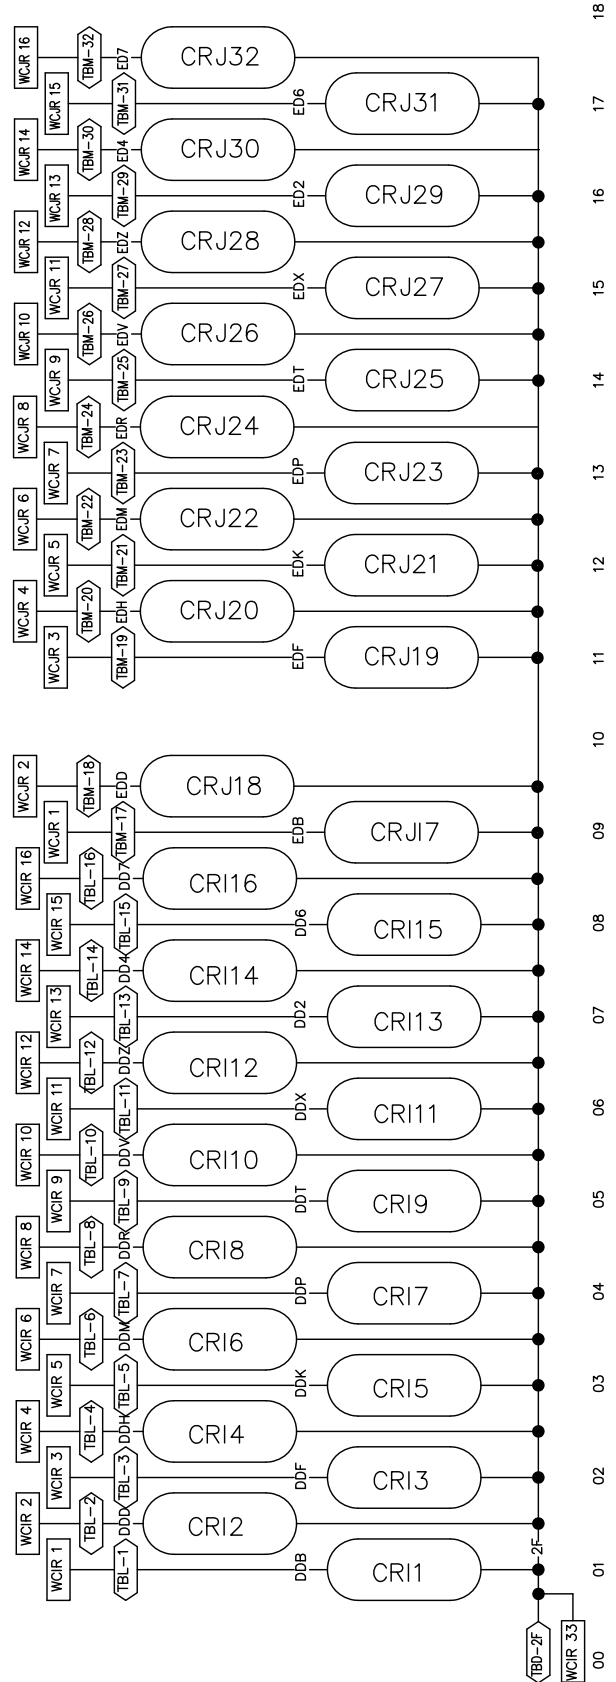 18
WCJR 16 TBM-32 ED7 CRJ32
WCJR 15 TBM-31 ED6 CRJ31
17
WCJR 14 TBM-30 ED4 CRJ30
WCJR 13 TBM-29 ED2 CRJ29
16
WCJR 12 TBM-28 EDZ CRJ28
WCJR 11 TBM-27 EDX CRJ27
15
WCJR 10 TBM-26 EDV CRJ26
WCJR 9 TBM-25 EDT CRJ25
14
WCJR 8 TBM-24 EDR CRJ24
WCJR 7 TBM-23 EDP CRJ23
13
WCJR 6 TBM-22 EDM CRJ22
WCJR 5 TBM-21 EDK CRJ21
12
WCJR 4 TBM-20 EDH CRJ20
WCJR 3 TBM-19 EDF CRJ19
11
10
WCJR 2 TBM-18 EDD CRJ18
WCJR 1 TBM-17 EDB CRJI7
09
WCIR 16 TBL-16 DD7 CRI16
WCIR 15 TBL-15 DD6 CRI15
08
WCIR 14 TBL-14 DD4 CRI14
WCIR 13 TBL-13 DD2 CRI13
07
WCIR 12 TBL-12 DDZ CRI12
WCIR 11 TBL-11 DDX CRI11
06
WCIR 10 TBL-10 DDV CRI10
WCIR 9 TBL-9 DDT CRI9
05
WCIR 8 TBL-8 DDR CRI8
WCIR 7 TBL-7 DDP CRI7
04
WCIR 6 TBL-6 DDM CRI6
WCIR 5 TBL-5 DDK CRI5
03
WCIR 4 TBL-4 DDH CRI4
WCIR 3 TBL-3 DDF CRI3
02
WCIR 2 TBL-2 DDD CRI2
WCIR 1 TBL-1 DDB CRI1 2F
01
TBD-2F
WCIR 33
00